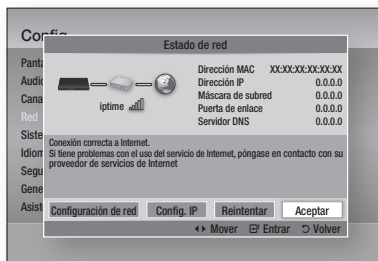 Config
Estado de red
Panta
Audio
Cana
Red
Siste
Idiom
Segu
Gene
Asist
iptime
Dirección MAC XX:XX:XX:XX:XX:XX
Dirección IP 0.0.0.0
Máscara de subred 0.0.0.0
Puerta de enlace 0.0.0.0
Servidor DNS 0.0.0.0
Conexión correcta a Internet.
Si tiene problemas con el uso del servicio de Internet, póngase en contacto con su
proveedor de servicios de Internet
Configuración de red Config. IP Reintentar Aceptar
Mover Entrar Volver